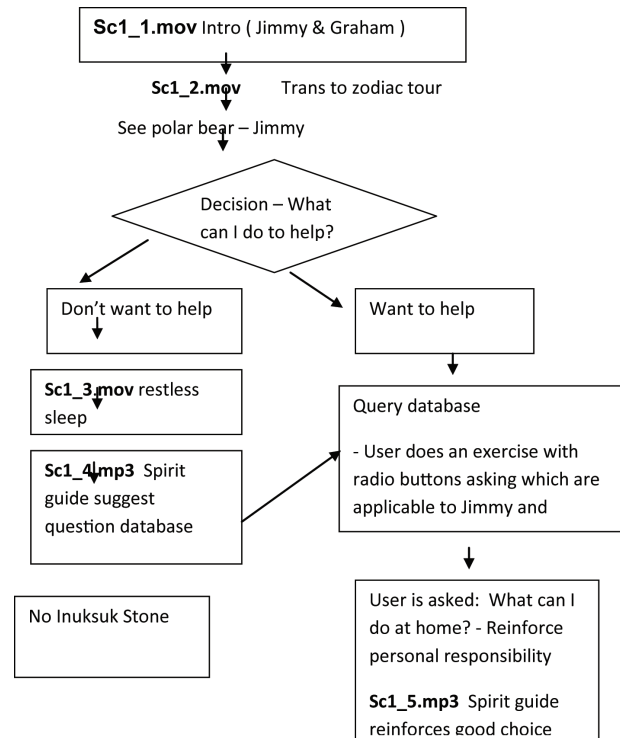 Sc1_1.mov Intro ( Jimmy & Graham )
Sc1_2.mov Trans to zodiac tour
See polar bear – Jimmy
Decision – What
can I do to help?
Don't want to help
Want to help
Sc1_3.mov restless
sleep
Query database
- User does an exercise with
radio buttons asking which are
applicable to Jimmy and
Sc1_4.mp3 Spirit
guide suggest
question database
No Inuksuk Stone
User is asked: What can I
do at home? - Reinforce
personal responsibility
Sc1_5.mp3 Spirit guide
reinforces good choice